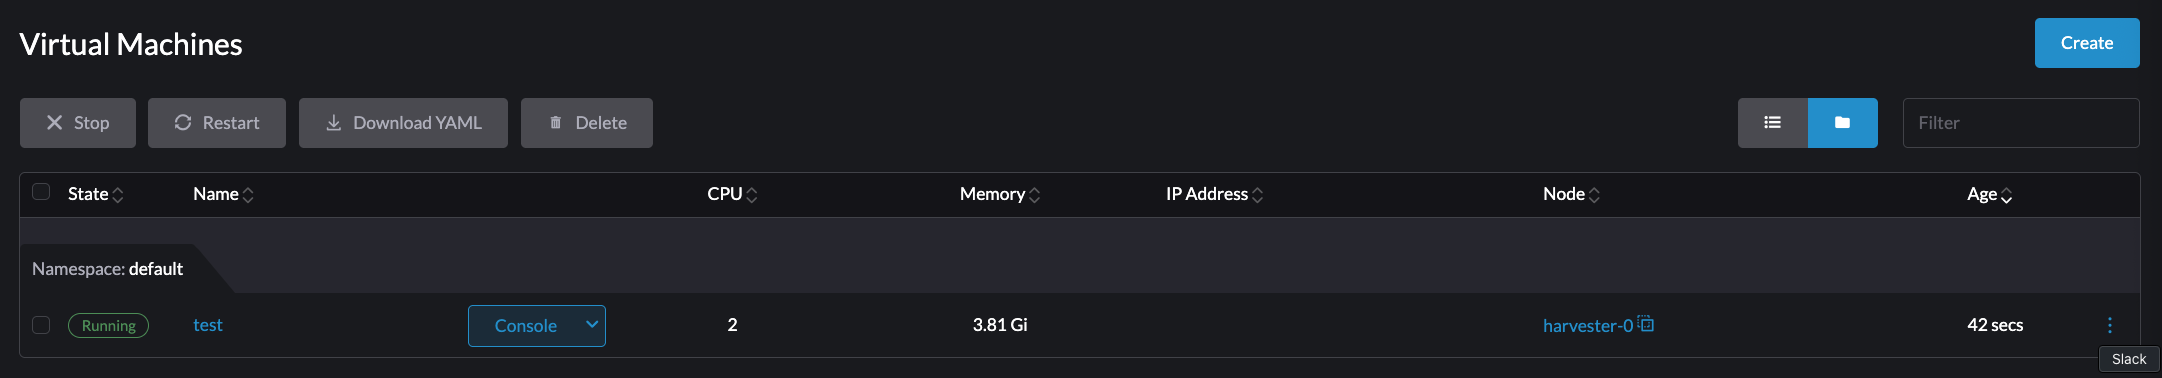 Virtual Machines
Create
Stop Restart Download YAML Delete
Filter
State Name CPU Memory IP Address Node Age
Namespace: default
Running test Console 2 3.81 Gi harvester-0 42 secs
Slack